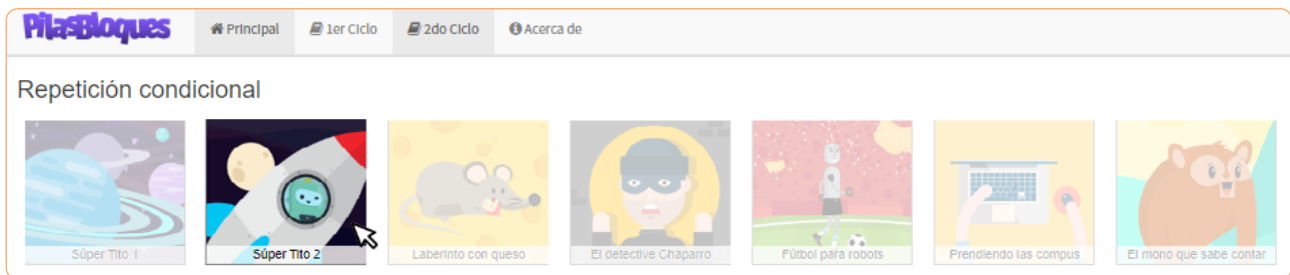 PilasBloques Principal 1er Ciclo 2do Ciclo Acerca de
Repetición condicional
Súper Tito 1 Súper Tito 2 Laberinto con queso El detective Chaparro Fútbol para robots Prendiendo las compus El mono que sabe contar